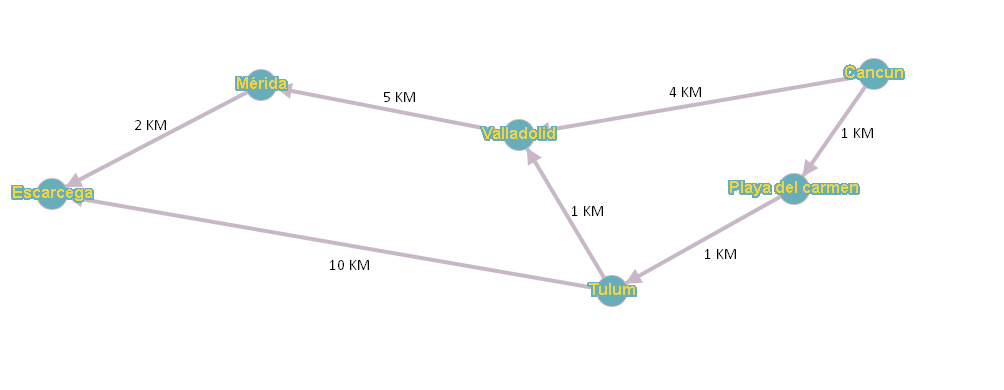 Cancun
Mérida
4 KM
5 KM
2 KM
Valladolid
1 KM
Playa del carmen
Escarcega
1 KM
1 KM
10 KM
Tulum